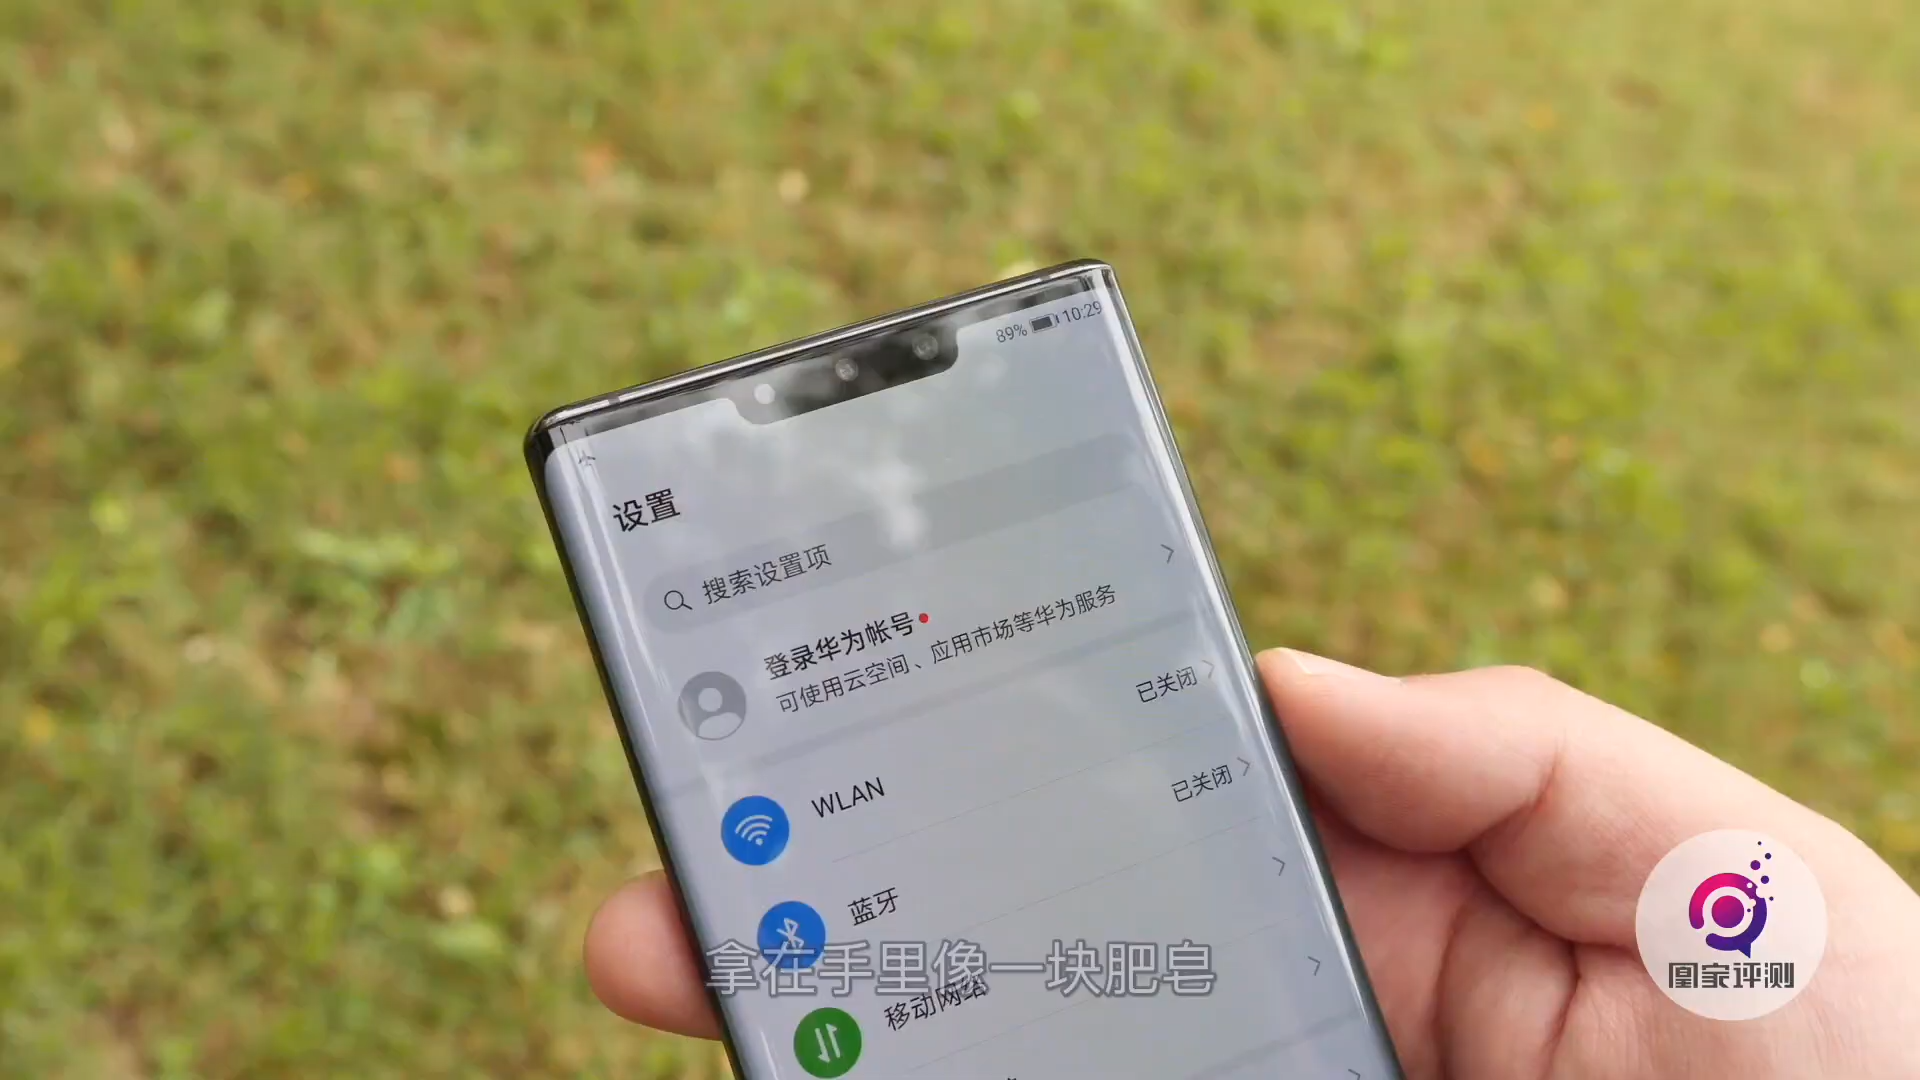 89% 10:29
设置
搜索设置项
登录华为帐号
可使用云空间、应用市场等华为服务
WLAN 已关闭
蓝牙 已关闭
移动网络
拿在手里像一块肥皂
凰家评测